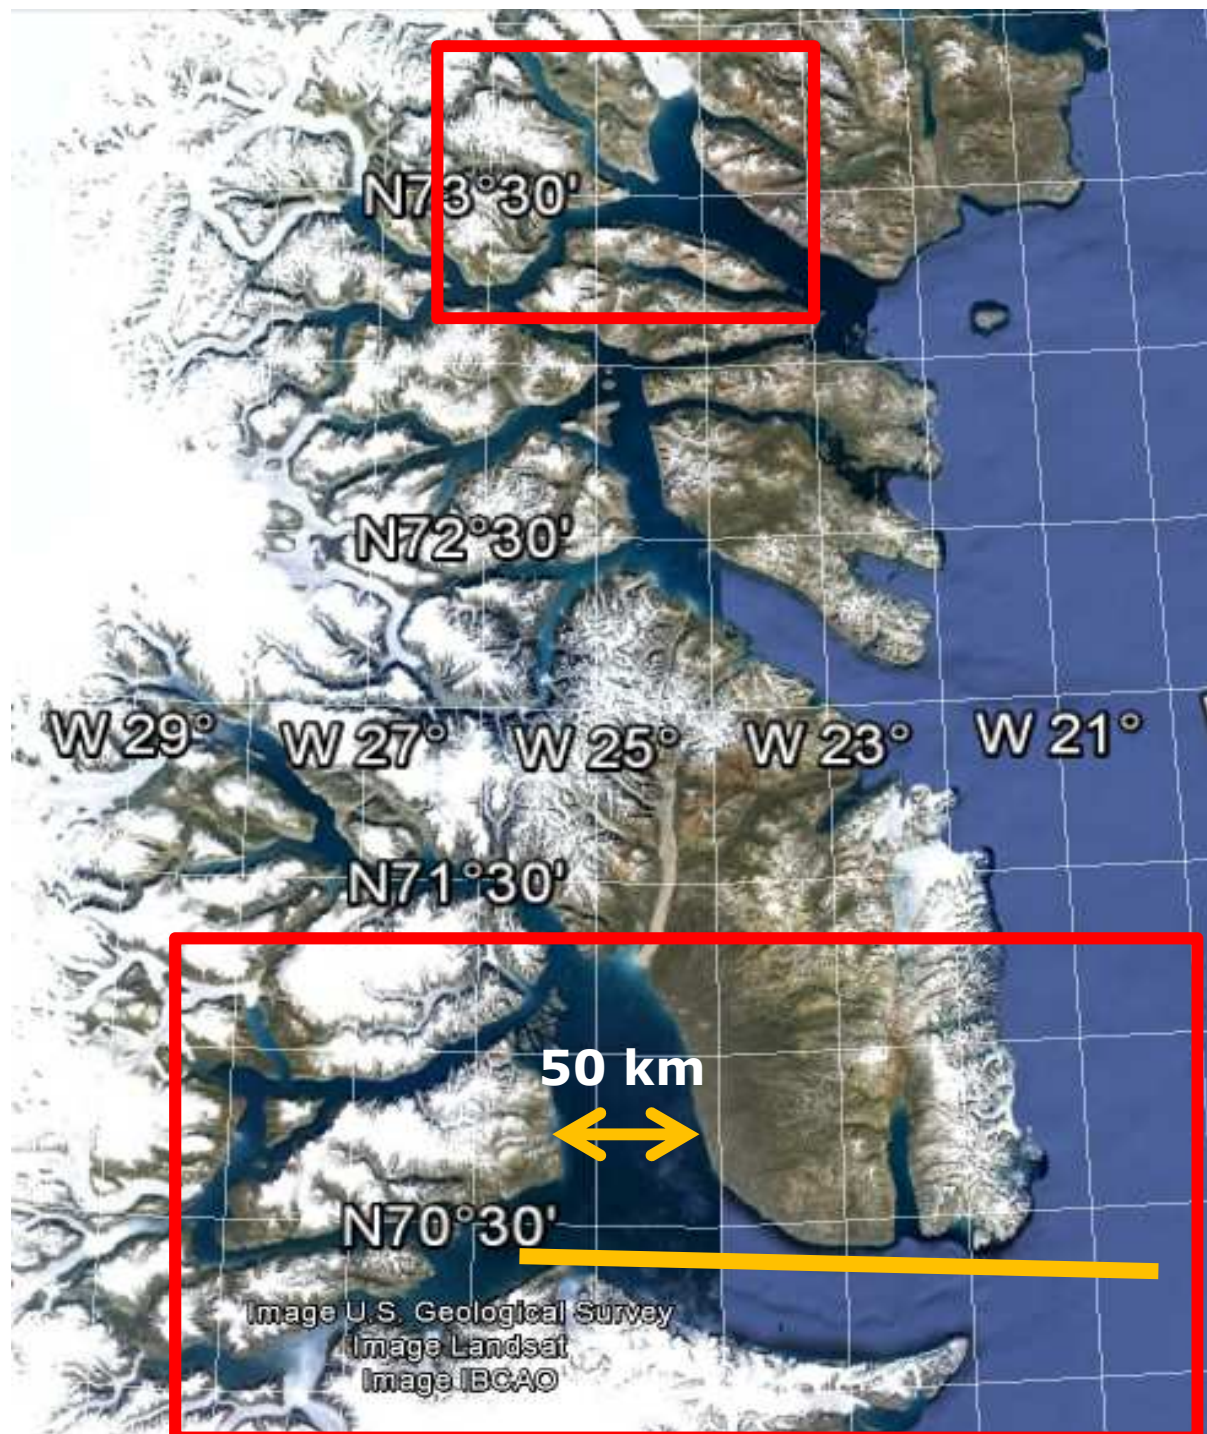 N73°30'
N72°30'
W 29° W 27° W 25° W 23° W 21°
N71°30'
50 km
N70°30'
Image U.S. Geological Survey
Image Landsat
Image IBCAO